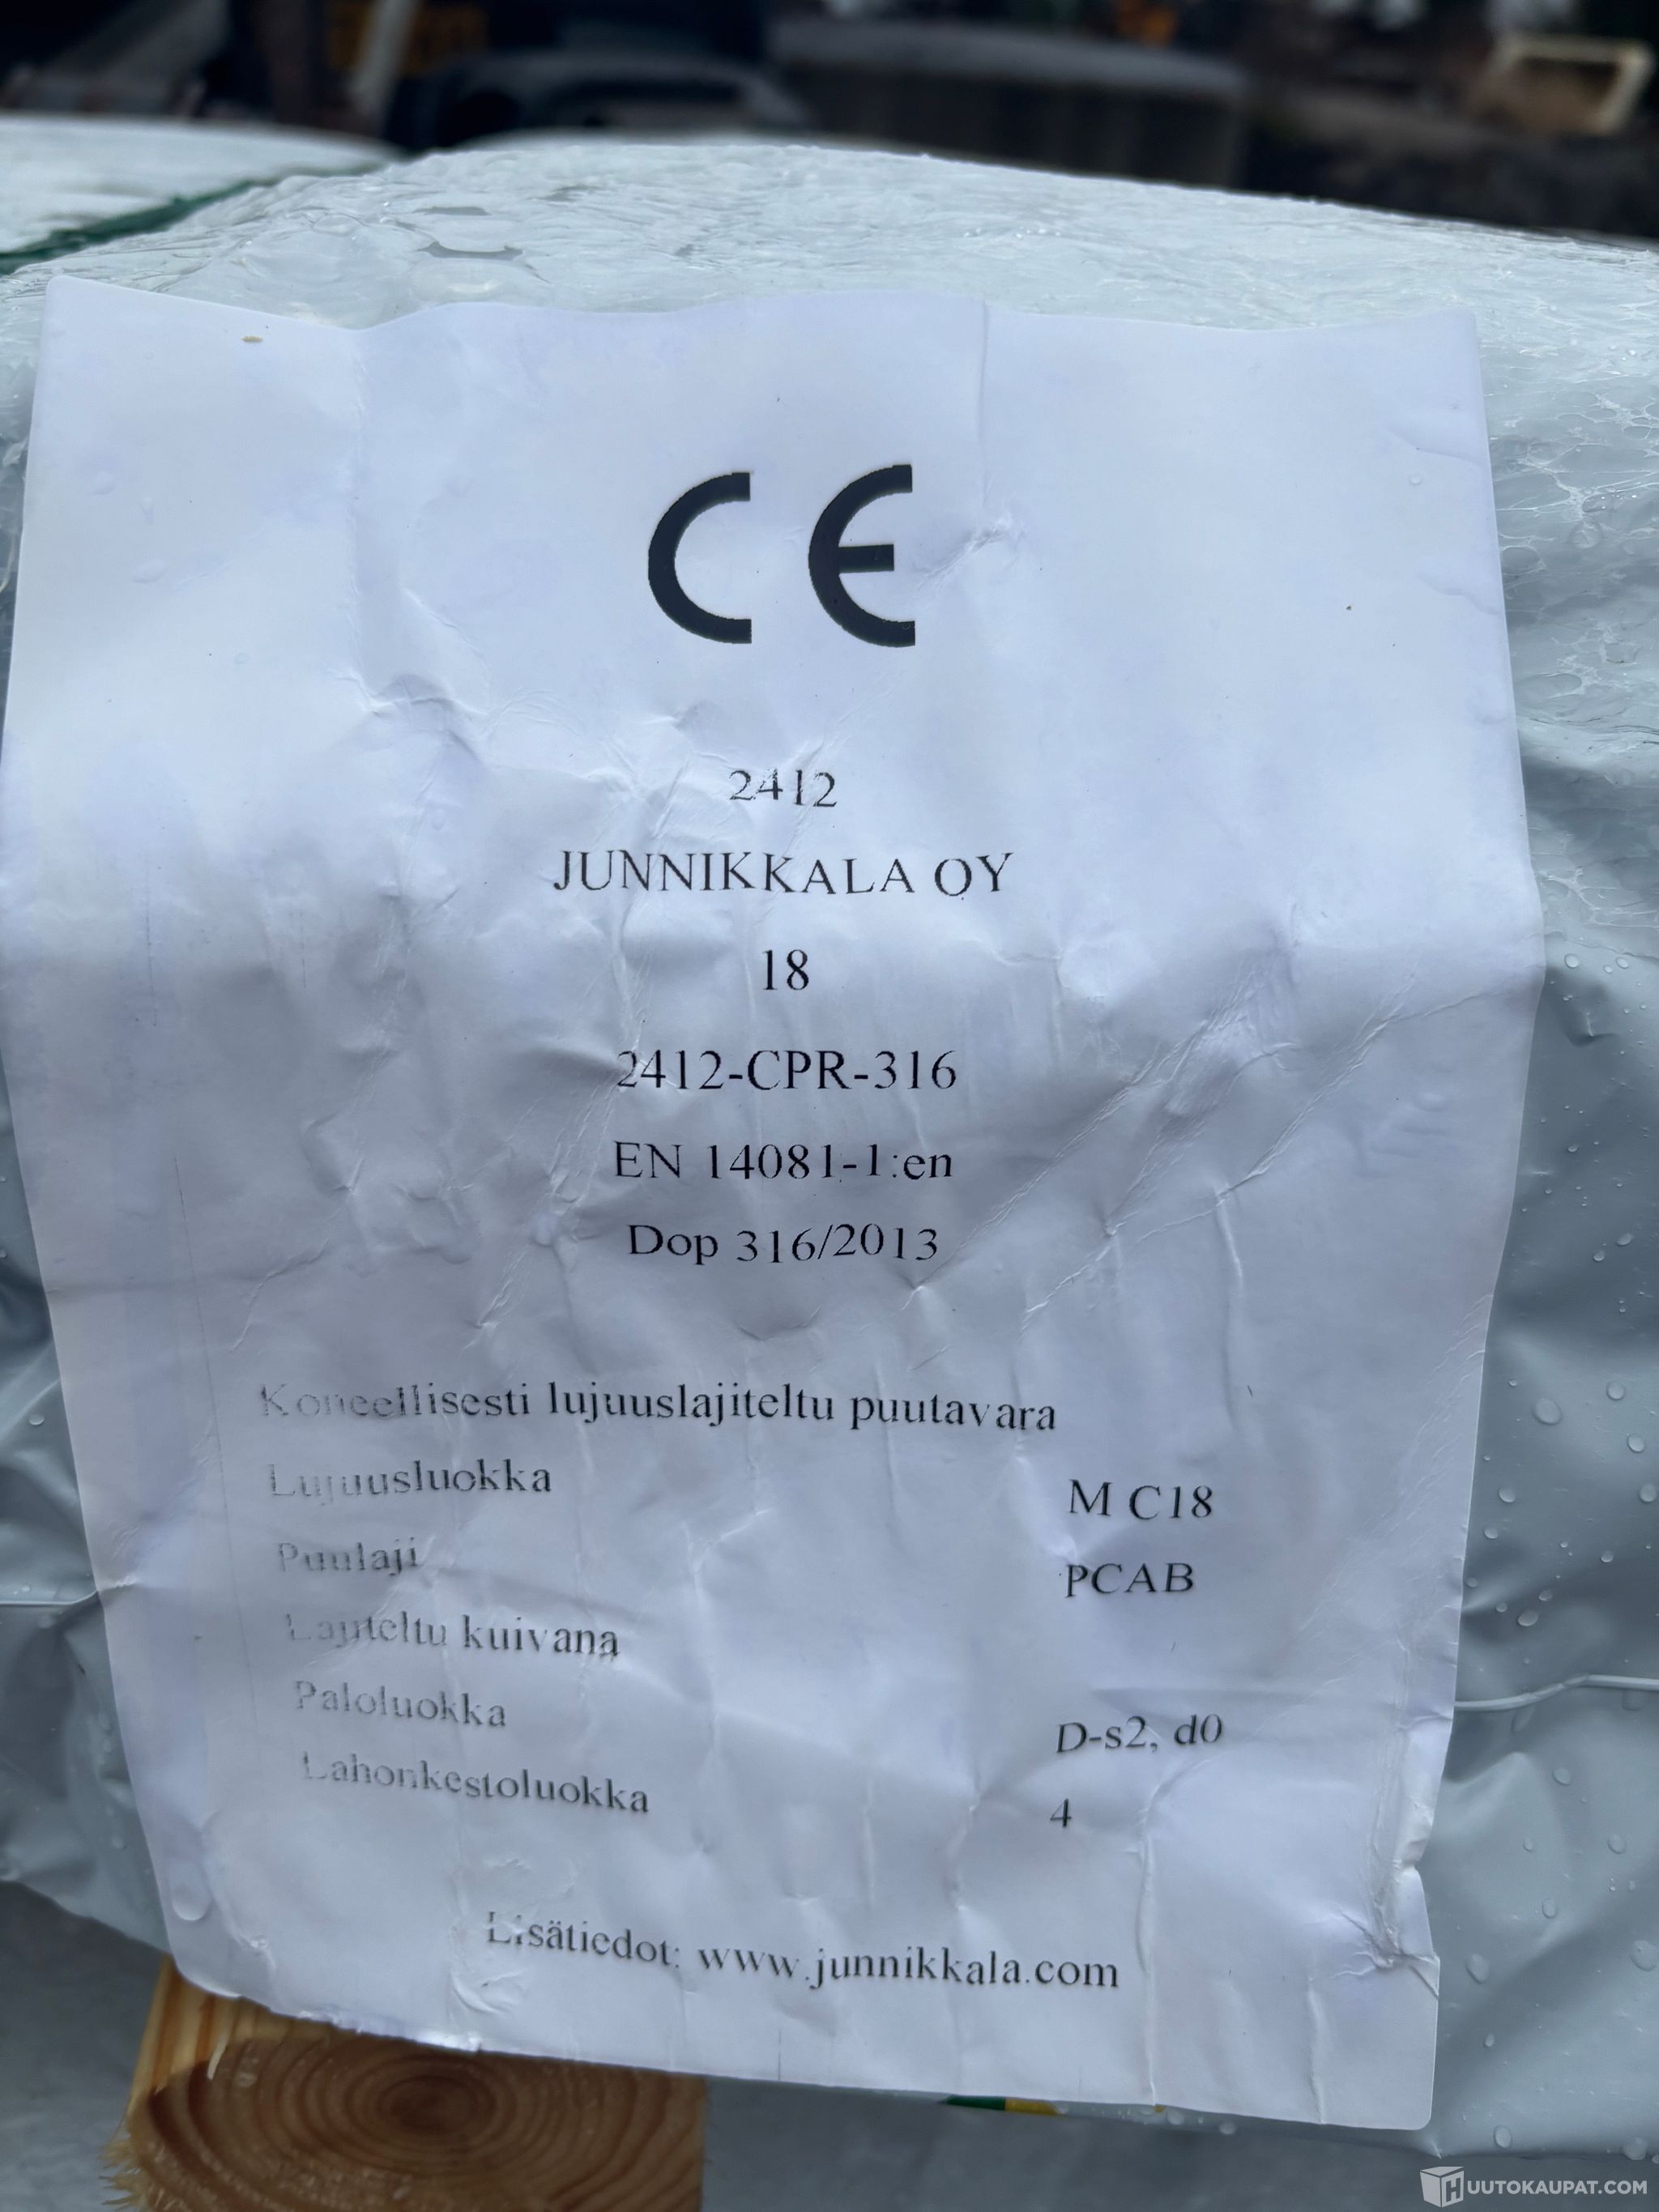 CE
2412
JUNNIKKALA OY
18
2412-CPR-316
EN 14081-1:en
Dop 316/2013
Koneellisesti lujuuslajiteltu puutavara
Lujuusluokka M C18
Puulaji PCAB
Lajiteltu kuivana
Paloluokka D-s2, d0
Lahonkestoluokka 4
Lisätiedot: www.junnikkala.com
HUUTOKAUPAT.COM